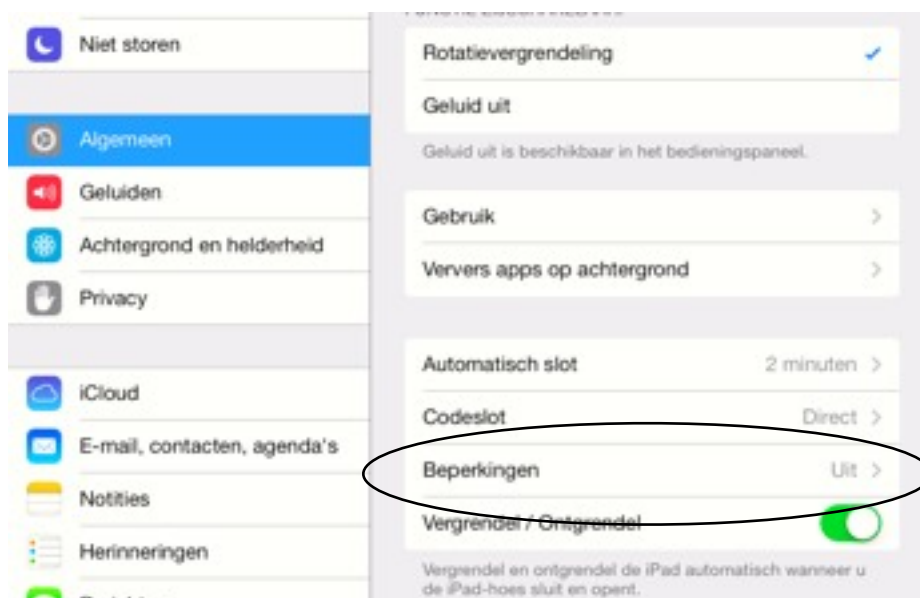 Niet storen
Algemeen
Geluiden
Achtergrond en helderheid
Privacy
iCloud
E-mail, contacten, agenda's
Notities
Herinneringen
Rotatievergrendeling
Geluid uit
Geluid uit is beschikbaar in het bedieningspaneel.
Gebruik
Ververs apps op achtergrond
Automatisch slot 2 minuten
Codeslot Direct
Beperkingen Uit
Vergrendel / Ontgrendel
Vergrendel en ontgrendel de iPad automatisch wanneer u
de iPad-hoes sluit en opent.